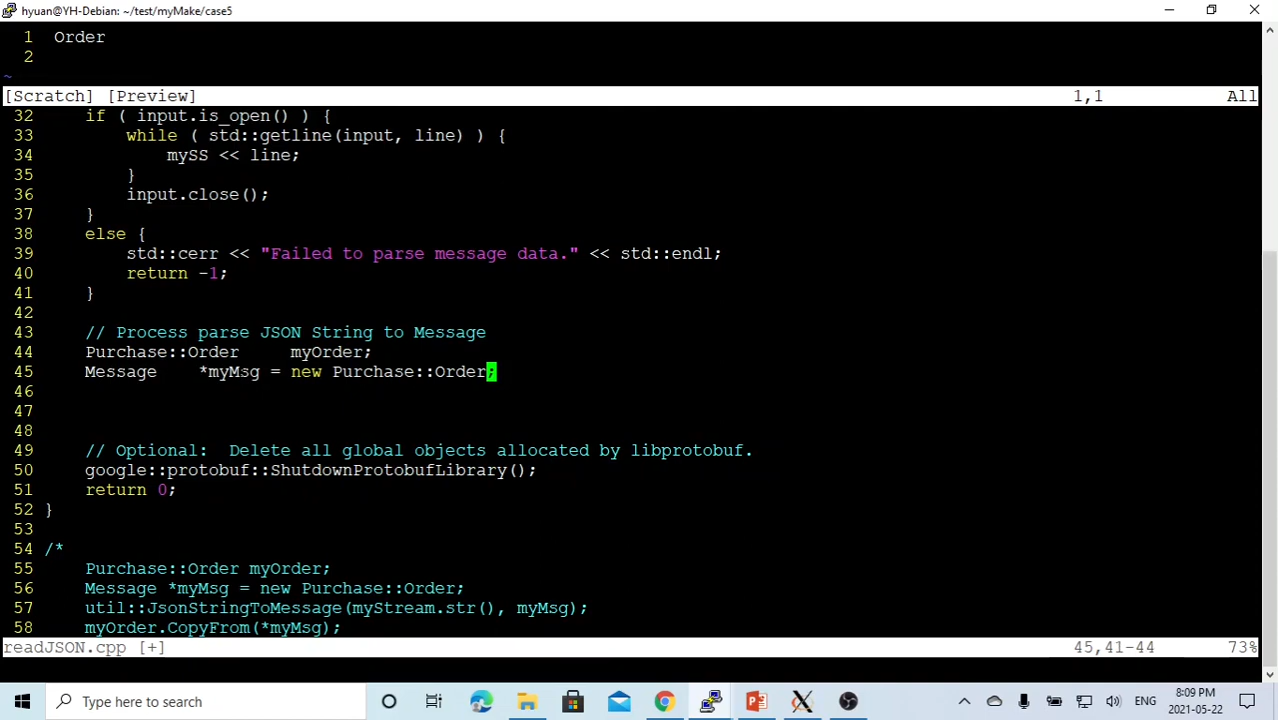 hyuan@YH-Debian: ~/test/myMake/case5
1 Order
2
~
[Scratch] [Preview] 1,1 All
32 if ( input.is_open() ) {
33 while ( std::getline(input, line) ) {
34 mySS << line;
35 }
36 input.close();
37 }
38 else {
39 std::cerr << "Failed to parse message data." << std::endl;
40 return -1;
41 }
42
43 // Process parse JSON String to Message
44 Purchase::Order myOrder;
45 Message *myMsg = new Purchase::Order;
46
47
48
49 // Optional: Delete all global objects allocated by libprotobuf.
50 google::protobuf::ShutdownProtobufLibrary();
51 return 0;
52 }
53
54 /*
55 Purchase::Order myOrder;
56 Message *myMsg = new Purchase::Order;
57 util::JsonStringToMessage(myStream.str(), myMsg);
58 myOrder.CopyFrom(*myMsg);
readJSON.cpp [+] 45,41-44 73%
Type here to search
ENG
8:09 PM
2021-05-22